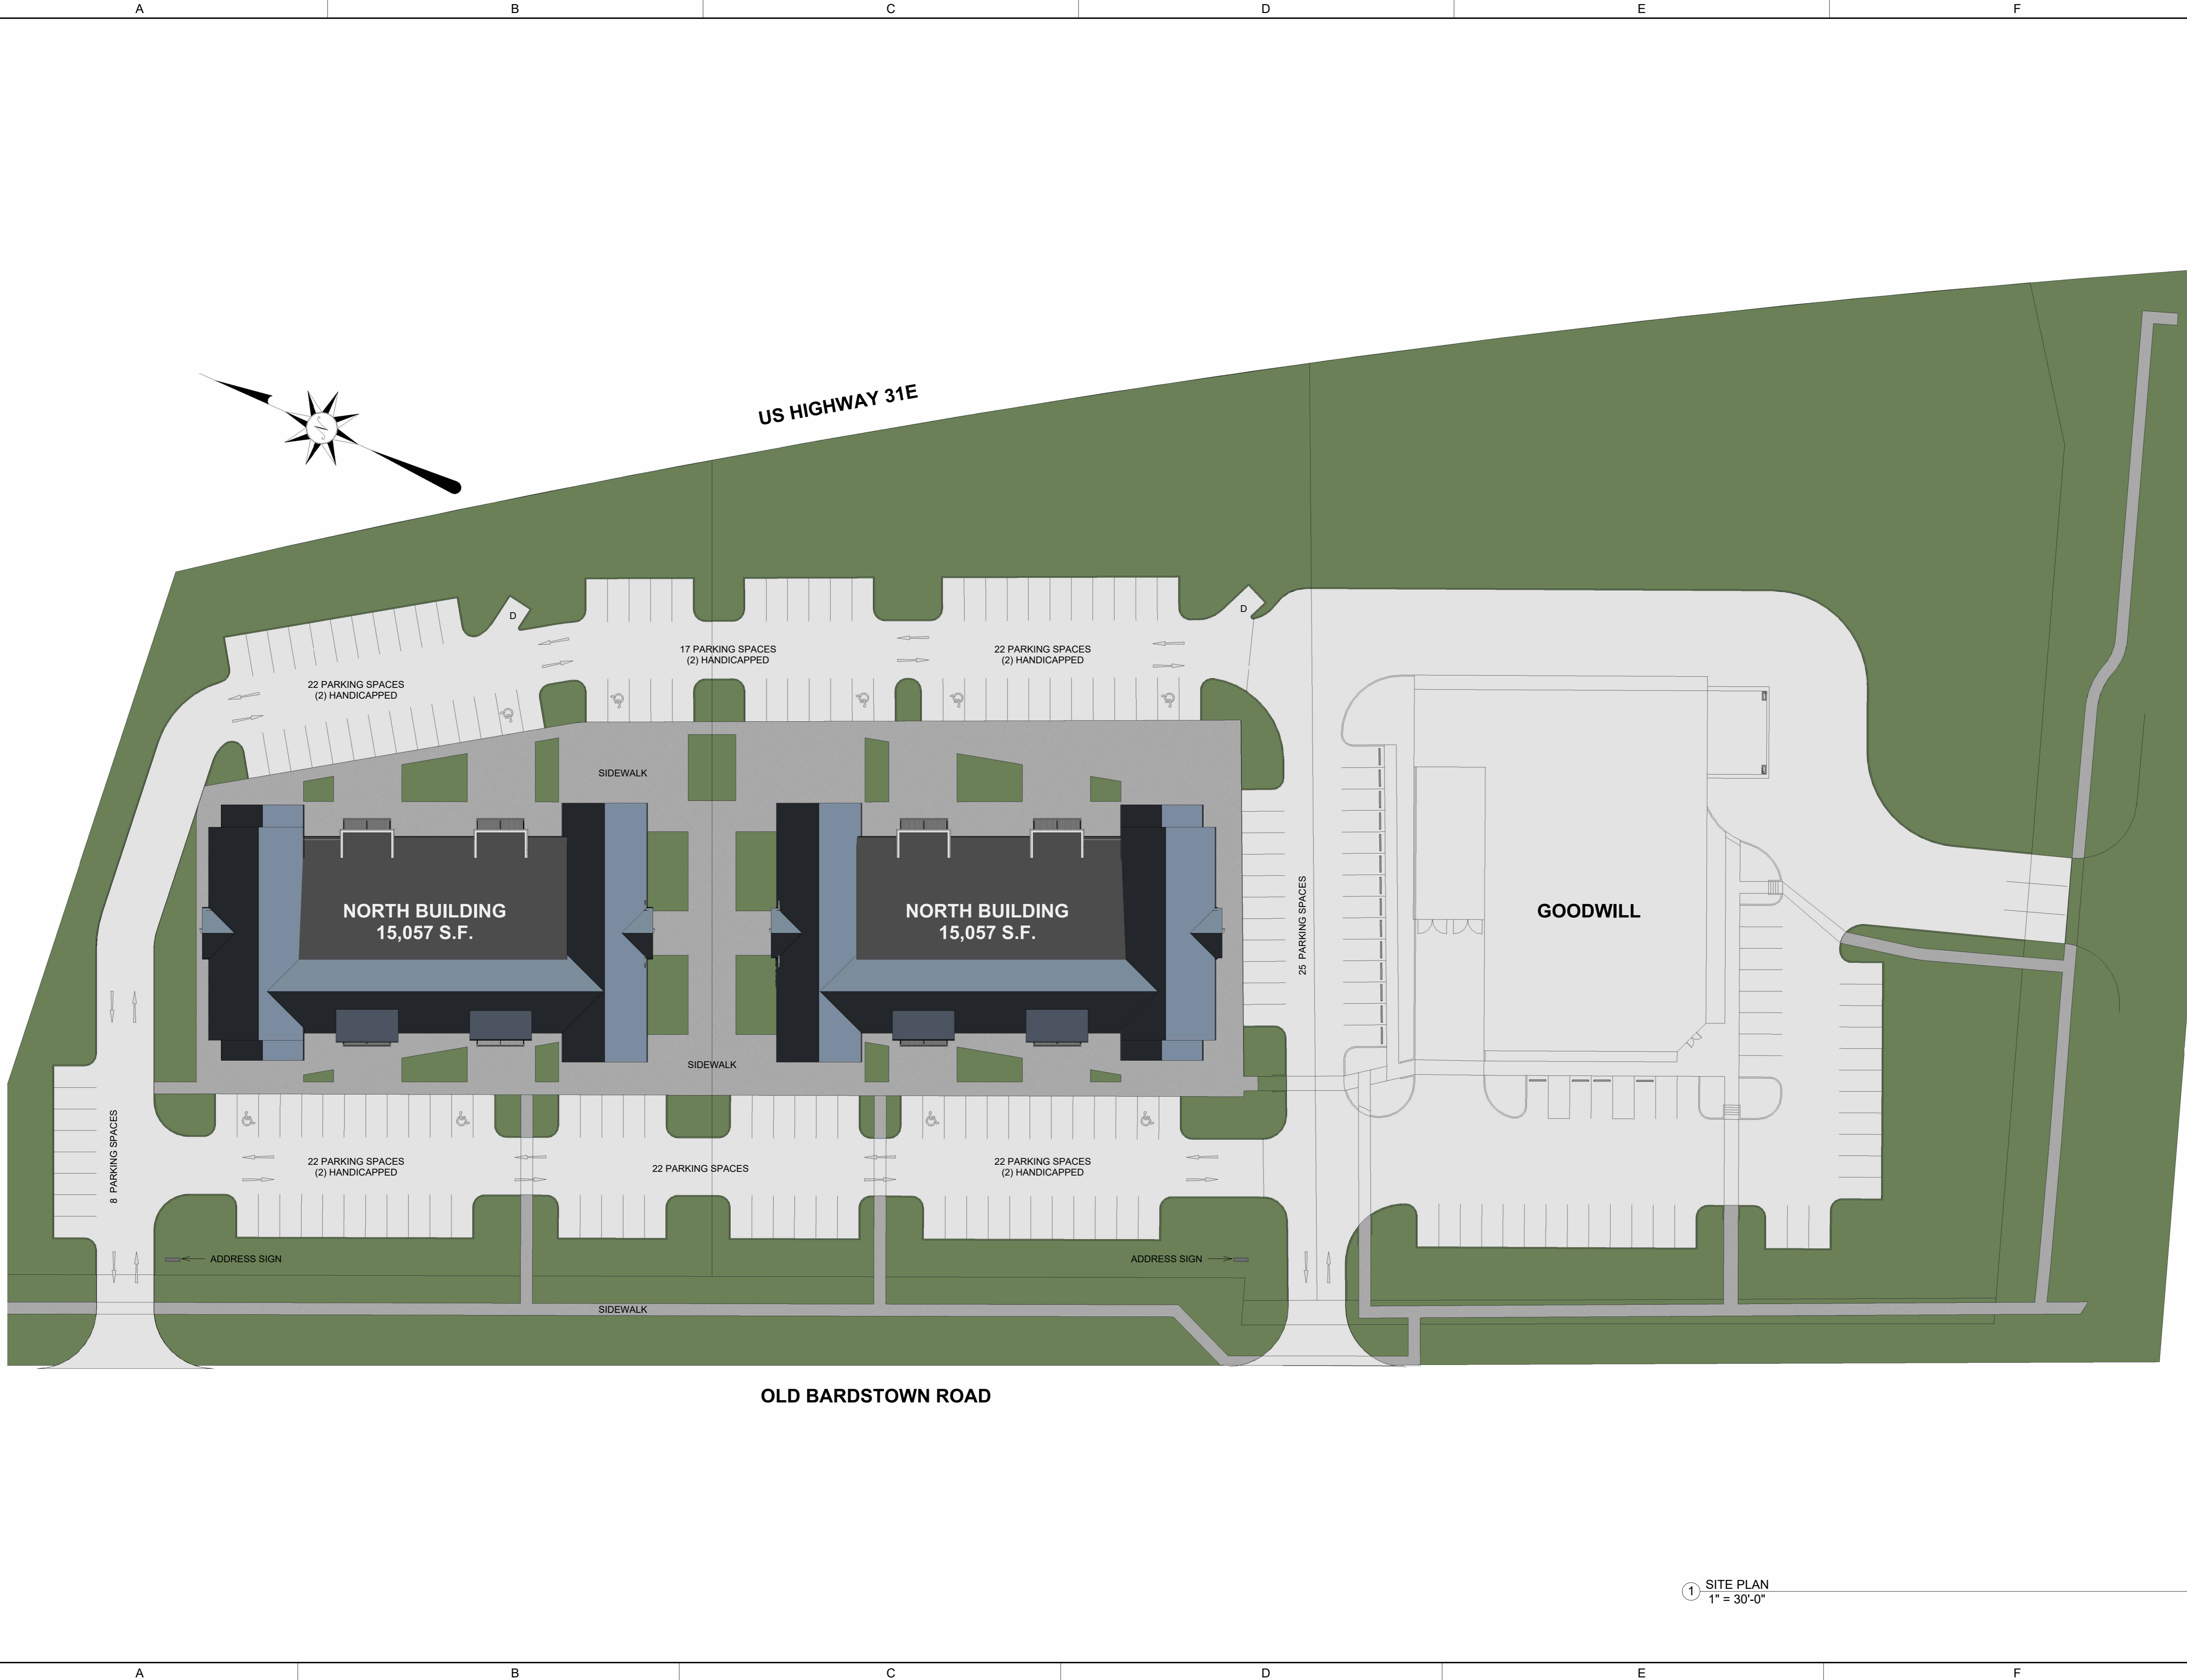 A B C D E F
US HIGHWAY 31E
D
D
17 PARKING SPACES
(2) HANDICAPPED
22 PARKING SPACES
(2) HANDICAPPED
22 PARKING SPACES
(2) HANDICAPPED
SIDEWALK
NORTH BUILDING
15,057 S.F.
NORTH BUILDING
15,057 S.F.
25 PARKING SPACES
GOODWILL
SIDEWALK
8 PARKING SPACES
22 PARKING SPACES
(2) HANDICAPPED
22 PARKING SPACES
22 PARKING SPACES
(2) HANDICAPPED
ADDRESS SIGN
ADDRESS SIGN
SIDEWALK
OLD BARDSTOWN ROAD
1 SITE PLAN
1" = 30'-0"
A B C D E F